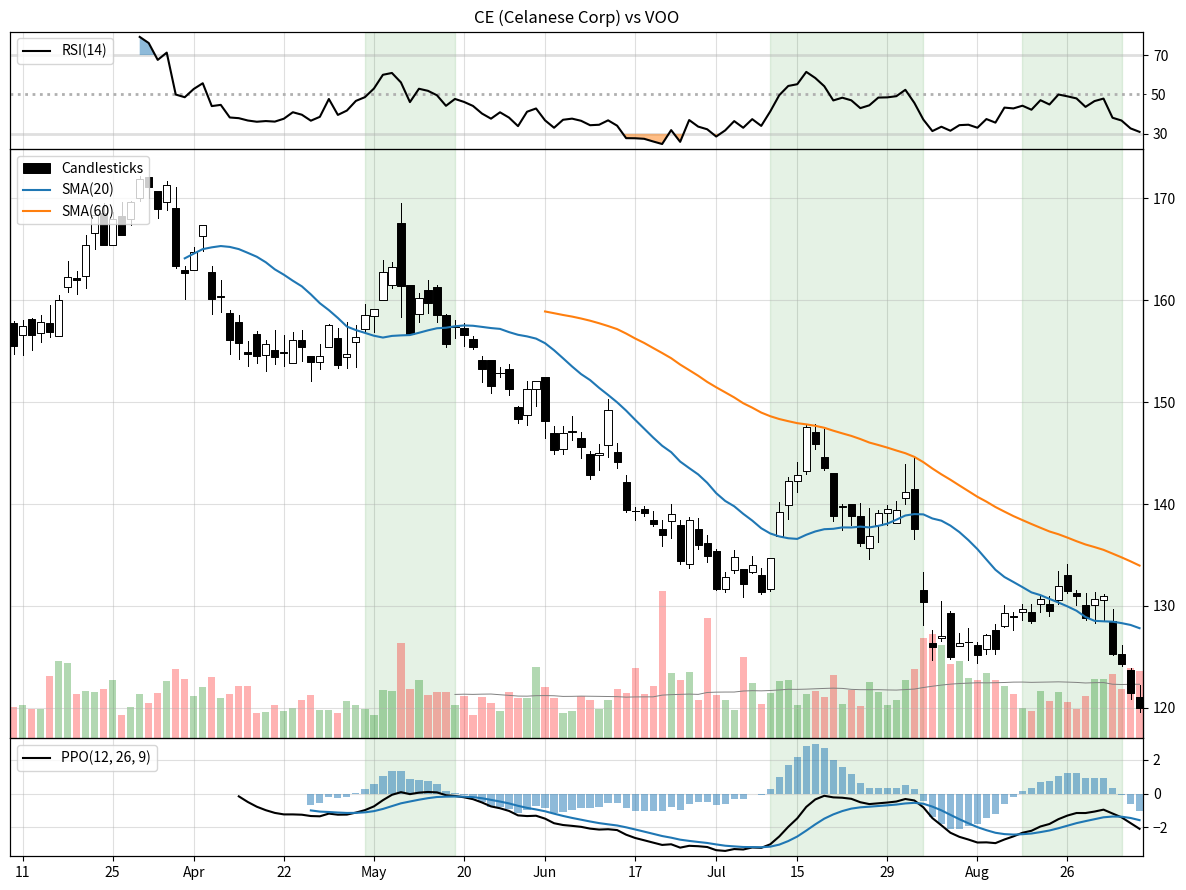 CE (Celanese Corp) vs VOO
RSI(14)
70
50
30
Candlesticks
SMA(20)
SMA(60)
170
160
150
140
130
120
PPO(12, 26, 9)
2
0
−2
11 25 Apr 22 May 20 Jun 17 Jul 15 29 Aug 26